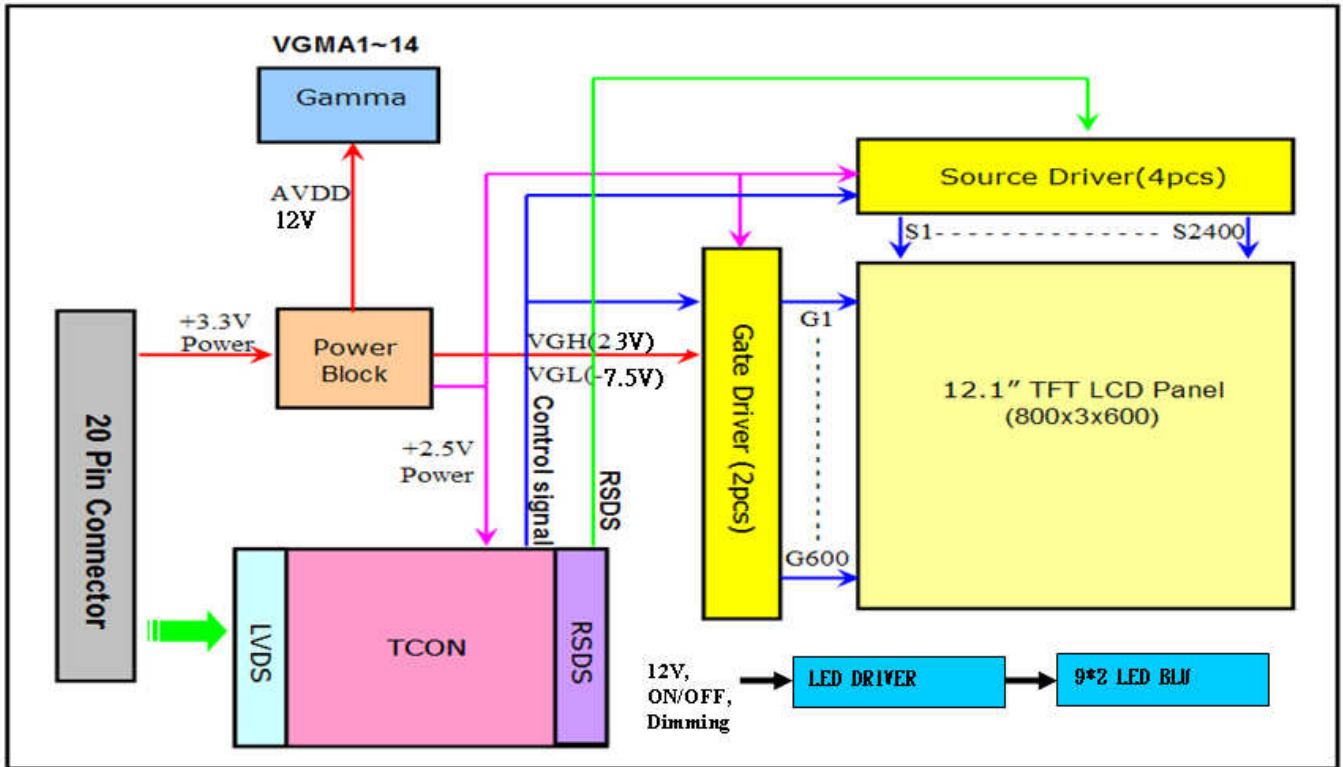 VGMA1~14
Gamma
AVDD
12V
Source Driver(4pcs)
S1
S2400
+3.3V
Power
Power
Block
VGH(23V)
VGL(-7.5V)
G1
Gate Driver (2pcs)
12.1" TFT LCD Panel
(800x3x600)
20 Pin Connector
+2.5V
Power
Control signal
RSDS
G600
LVDS
TCON
RSDS
12V,
ON/OFF,
Dimming
LED DRIVER
9*2 LED BLU